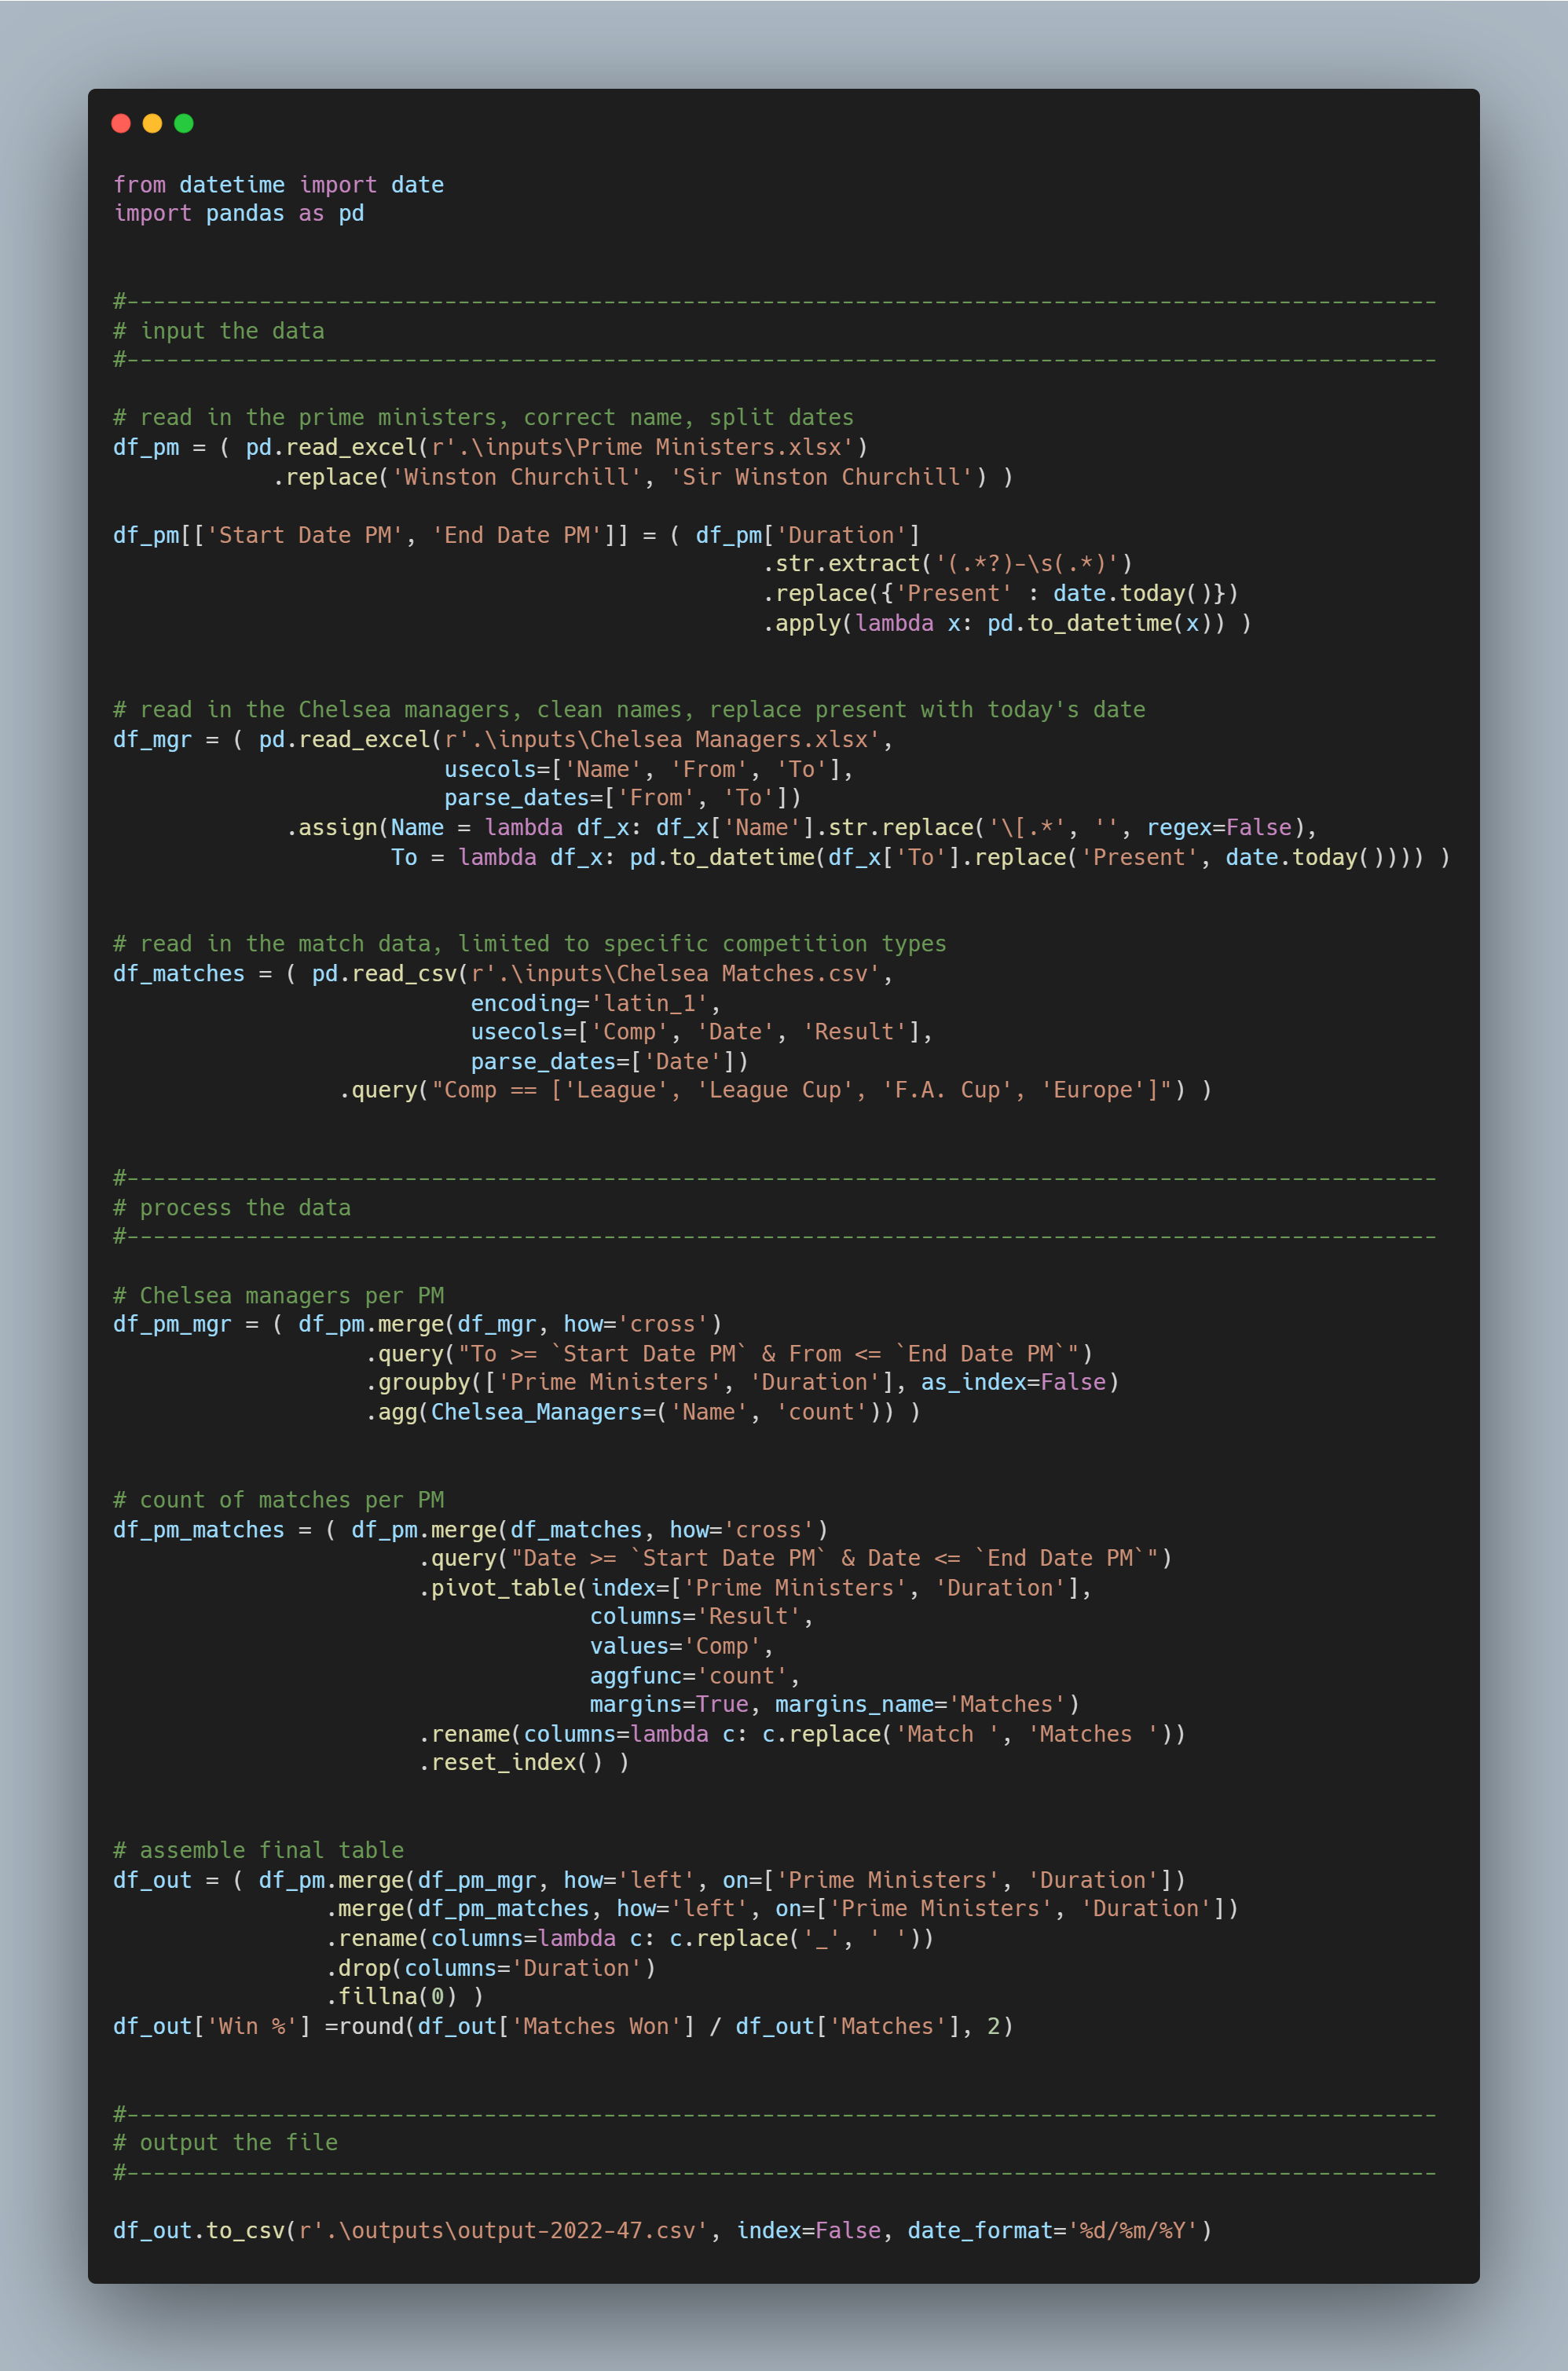 from datetime import date
import pandas as pd
#---------------------------------------------------------------------------------------------------
# input the data
#---------------------------------------------------------------------------------------------------
# read in the prime ministers, correct name, split dates
df_pm = ( pd.read_excel(r'.\inputs\Prime Ministers.xlsx')
            .replace('Winston Churchill', 'Sir Winston Churchill') )
df_pm[['Start Date PM', 'End Date PM']] = ( df_pm['Duration']
                                                 .str.extract('(.*?)-\s(.*)')
                                                 .replace({'Present' : date.today()})
                                                 .apply(lambda x: pd.to_datetime(x)) )
# read in the Chelsea managers, clean names, replace present with today's date
df_mgr = ( pd.read_excel(r'.\inputs\Chelsea Managers.xlsx',
                         usecols=['Name', 'From', 'To'],
                         parse_dates=['From', 'To'])
             .assign(Name = lambda df_x: df_x['Name'].str.replace('\[.*', '', regex=False),
                     To = lambda df_x: pd.to_datetime(df_x['To'].replace('Present', date.today()))) )
# read in the match data, limited to specific competition types
df_matches = ( pd.read_csv(r'.\inputs\Chelsea Matches.csv',
                           encoding='latin_1',
                           usecols=['Comp', 'Date', 'Result'],
                           parse_dates=['Date'])
                 .query("Comp == ['League', 'League Cup', 'F.A. Cup', 'Europe']") )
#---------------------------------------------------------------------------------------------------
# process the data
#---------------------------------------------------------------------------------------------------
# Chelsea managers per PM
df_pm_mgr = ( df_pm.merge(df_mgr, how='cross')
                   .query("To >= `Start Date PM` & From <= `End Date PM`")
                   .groupby(['Prime Ministers', 'Duration'], as_index=False)
                   .agg(Chelsea_Managers=('Name', 'count')) )
# count of matches per PM
df_pm_matches = ( df_pm.merge(df_matches, how='cross')
                       .query("Date >= `Start Date PM` & Date <= `End Date PM`")
                       .pivot_table(index=['Prime Ministers', 'Duration'],
                                    columns='Result',
                                    values='Comp',
                                    aggfunc='count',
                                    margins=True, margins_name='Matches')
                       .rename(columns=lambda c: c.replace('Match ', 'Matches '))
                       .reset_index() )
# assemble final table
df_out = ( df_pm.merge(df_pm_mgr, how='left', on=['Prime Ministers', 'Duration'])
                .merge(df_pm_matches, how='left', on=['Prime Ministers', 'Duration'])
                .rename(columns=lambda c: c.replace('_', ' '))
                .drop(columns='Duration')
                .fillna(0) )
df_out['Win %'] =round(df_out['Matches Won'] / df_out['Matches'], 2)
#---------------------------------------------------------------------------------------------------
# output the file
#---------------------------------------------------------------------------------------------------
df_out.to_csv(r'.\outputs\output-2022-47.csv', index=False, date_format='%d/%m/%Y')